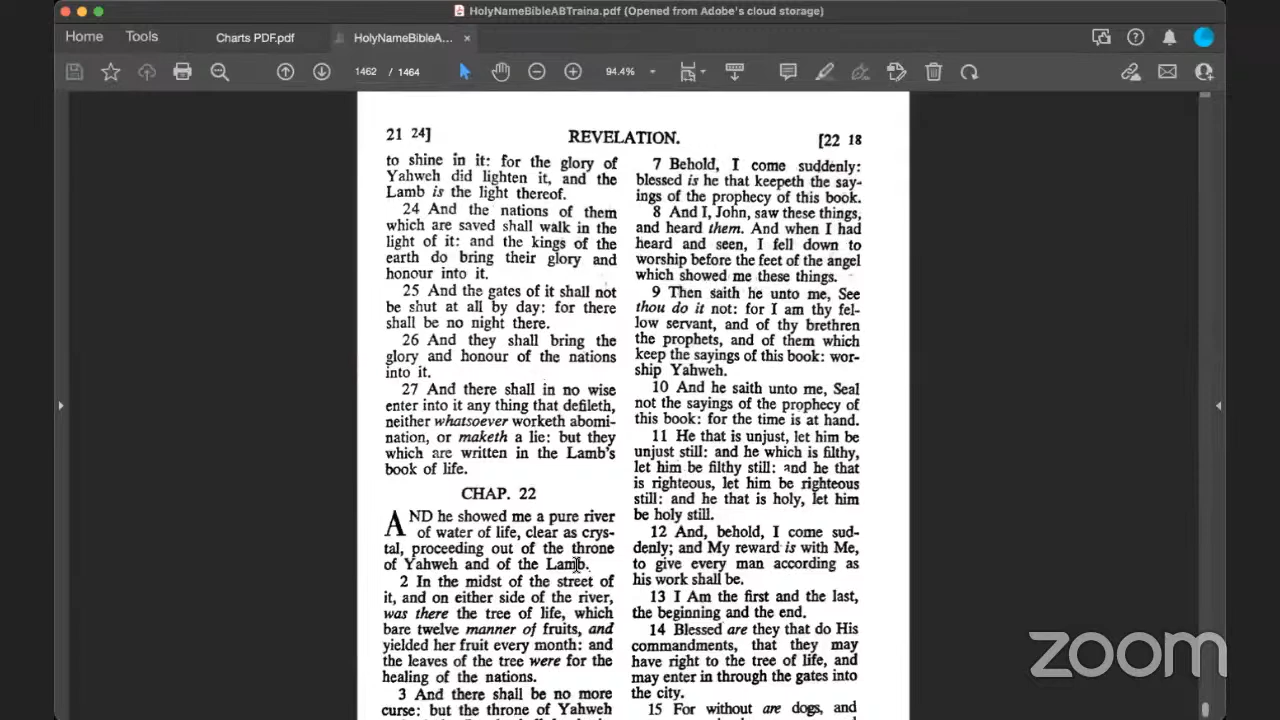 HolyNameBibleABTraina.pdf (Opened from Adobe's cloud storage)
Home
Tools
Charts PDF.pdf
HolyNameBibleA...
1462 / 1464
94.4%
21 24]
REVELATION.
[22 18
to shine in it: for the glory of
Yahweh did lighten it, and the
Lamb is the light thereof.
24 And the nations of them
which are saved shall walk in the
light of it: and the kings of the
earth do bring their glory and
honour into it.
25 And the gates of it shall not
be shut at all by day: for there
shall be no night there.
26 And they shall bring the
glory and honour of the nations
into it.
27 And there shall in no wise
enter into it any thing that defileth,
neither whatsoever worketh abomi-
nation, or maketh a lie: but they
which are written in the Lamb's
book of life.
CHAP. 22
AND he showed me a pure river
of water of life, clear as crys-
tal, proceeding out of the throne
of Yahweh and of the Lamb.
2 In the midst of the street of
it, and on either side of the river,
was there the tree of life, which
bare twelve manner of fruits, and
yielded her fruit every month: and
the leaves of the tree were for the
healing of the nations.
3 And there shall be no more
curse: but the throne of Yahweh
7 Behold, I come suddenly:
blessed is he that keepeth the say-
ings of the prophecy of this book.
8 And I, John, saw these things,
and heard them. And when I had
heard and seen, I fell down to
worship before the feet of the angel
which showed me these things.
9 Then saith he unto me, See
thou do it not: for I am thy fel-
low servant, and of thy brethren
the prophets, and of them which
keep the sayings of this book: wor-
ship Yahweh.
10 And he saith unto me, Seal
not the sayings of the prophecy of
this book: for the time is at hand.
11 He that is unjust, let him be
unjust still: and he which is filthy,
let him be filthy still: and he that
is righteous, let him be righteous
still: and he that is holy, let him
be holy still.
12 And, behold, I come sud-
denly; and My reward is with Me,
to give every man according as
his work shall be.
13 I Am the first and the last,
the beginning and the end.
14 Blessed are they that do His
commandments, that they may
have right to the tree of life, and
may enter in through the gates into
the city.
15 For without are dogs, and
zoom